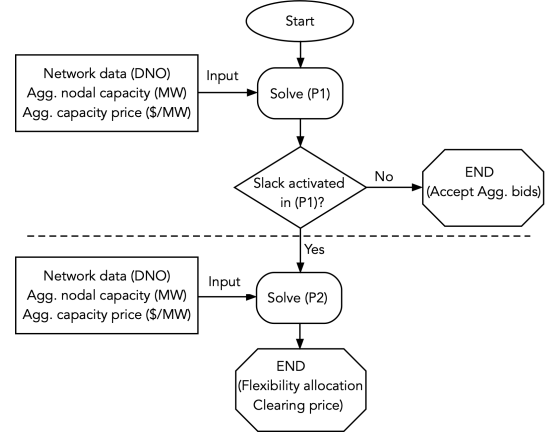 Start
Network data (DNO)
Agg. nodal capacity (MW)
Agg. capacity price ($/MW)
Input
Solve (P1)
Slack activated
in (P1)?
No
END
(Accept Agg. bids)
Yes
Network data (DNO)
Agg. nodal capacity (MW)
Agg. capacity price ($/MW)
Input
Solve (P2)
END
(Flexibility allocation
Clearing price)